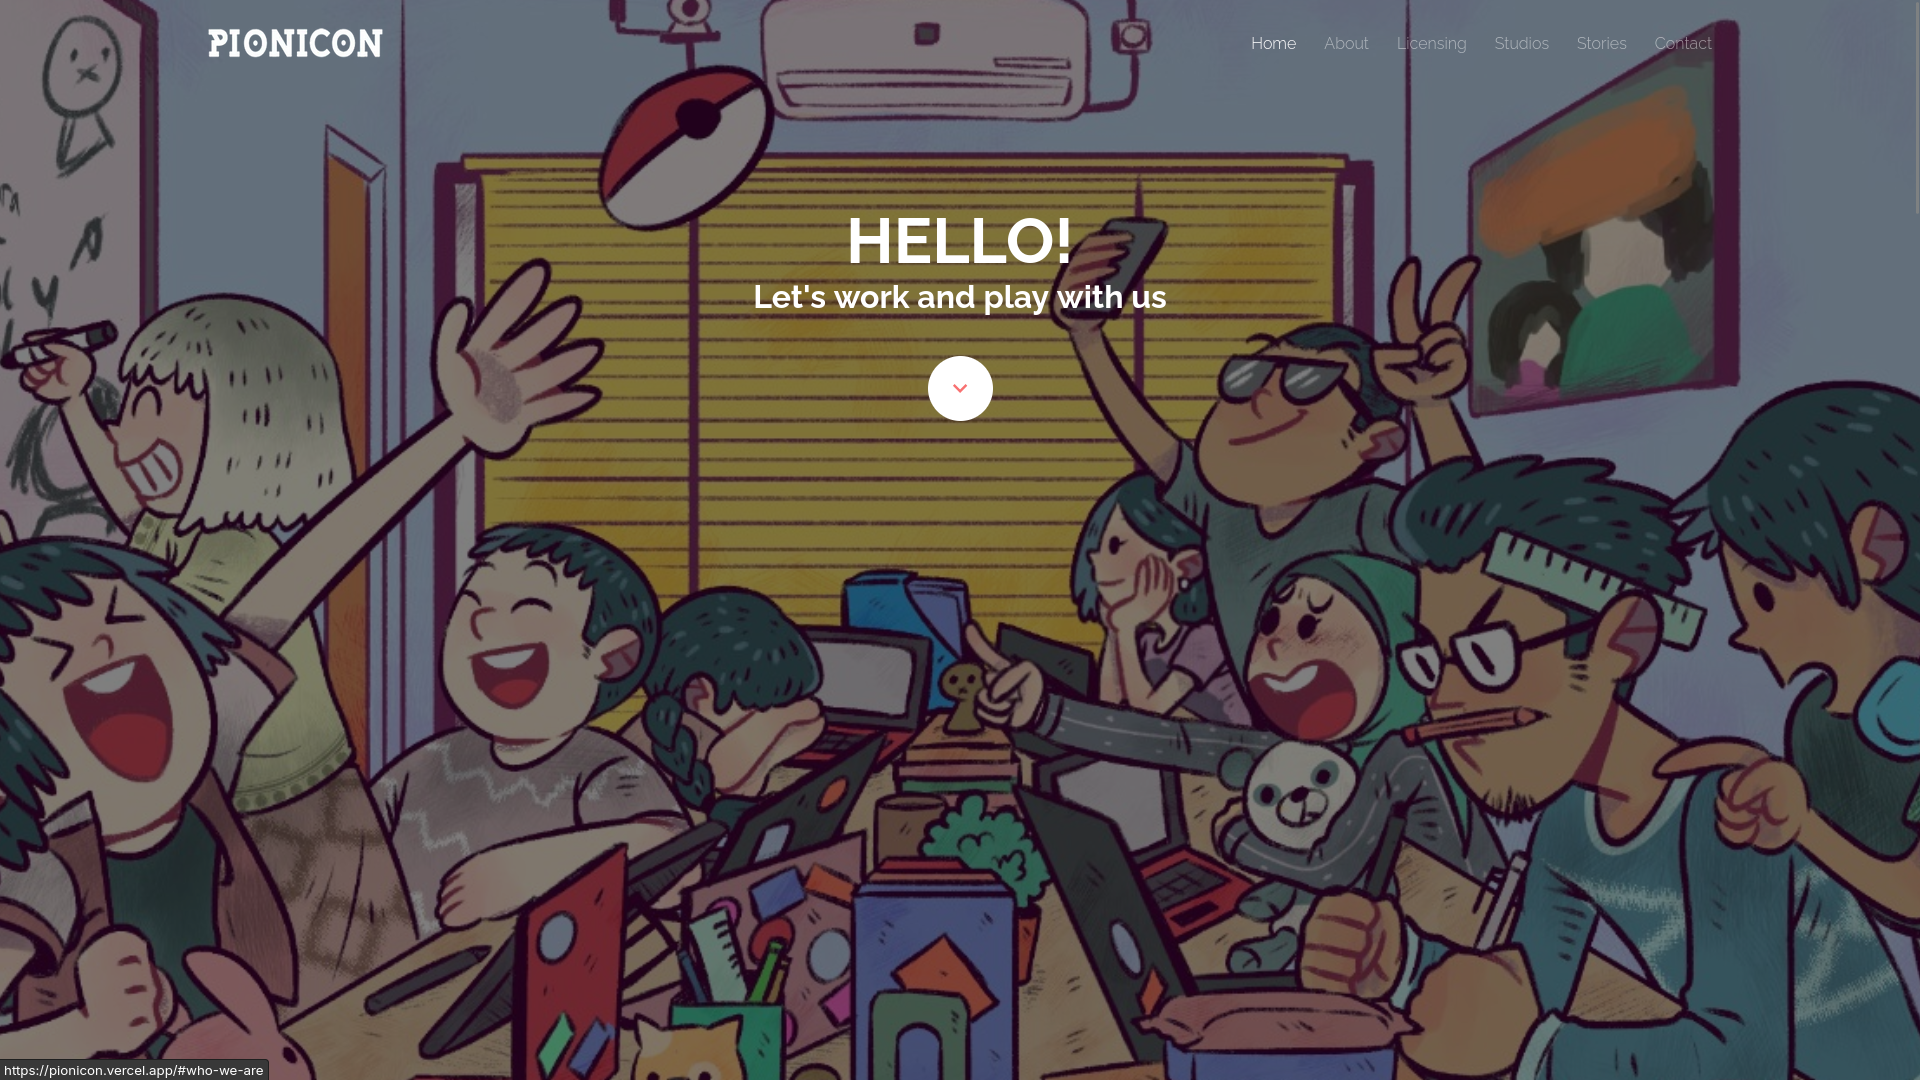 PIONICON
Home About Licensing Studios Stories Contact
HELLO!
Let's work and play with us
https://pionicon.vercel.app/#who-we-are